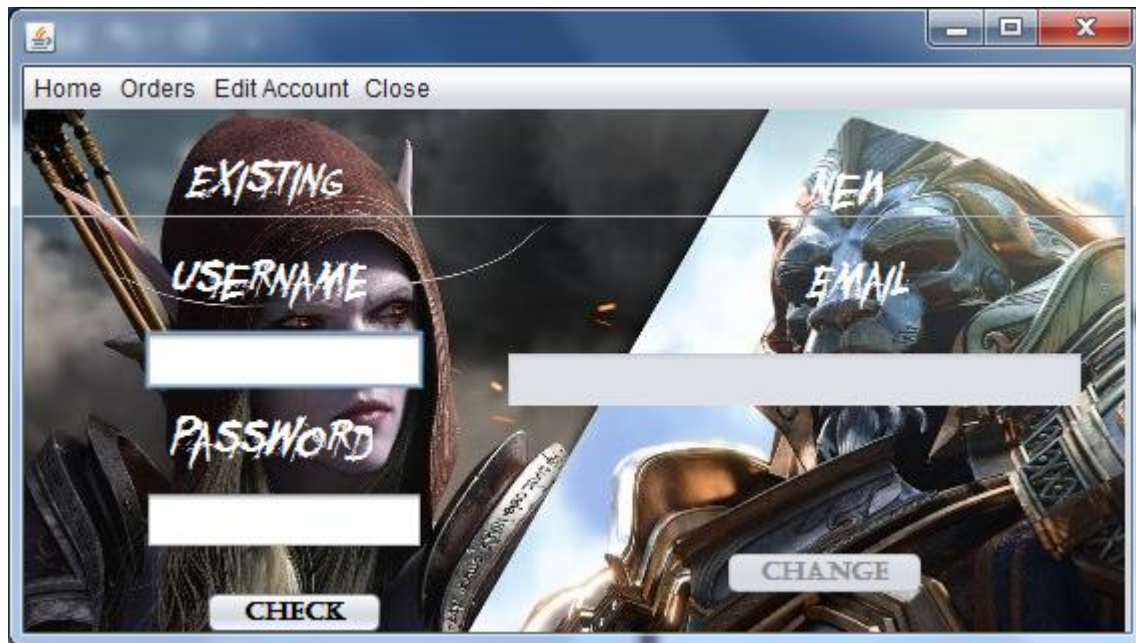 Home Orders Edit Account Close
EXISTING
NEW
USERNAME
EMAIL
PASSWORD
CHANGE
CHECK